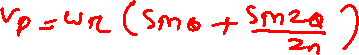 Vp = ωr (Sinθ + Sin2θ/2n)